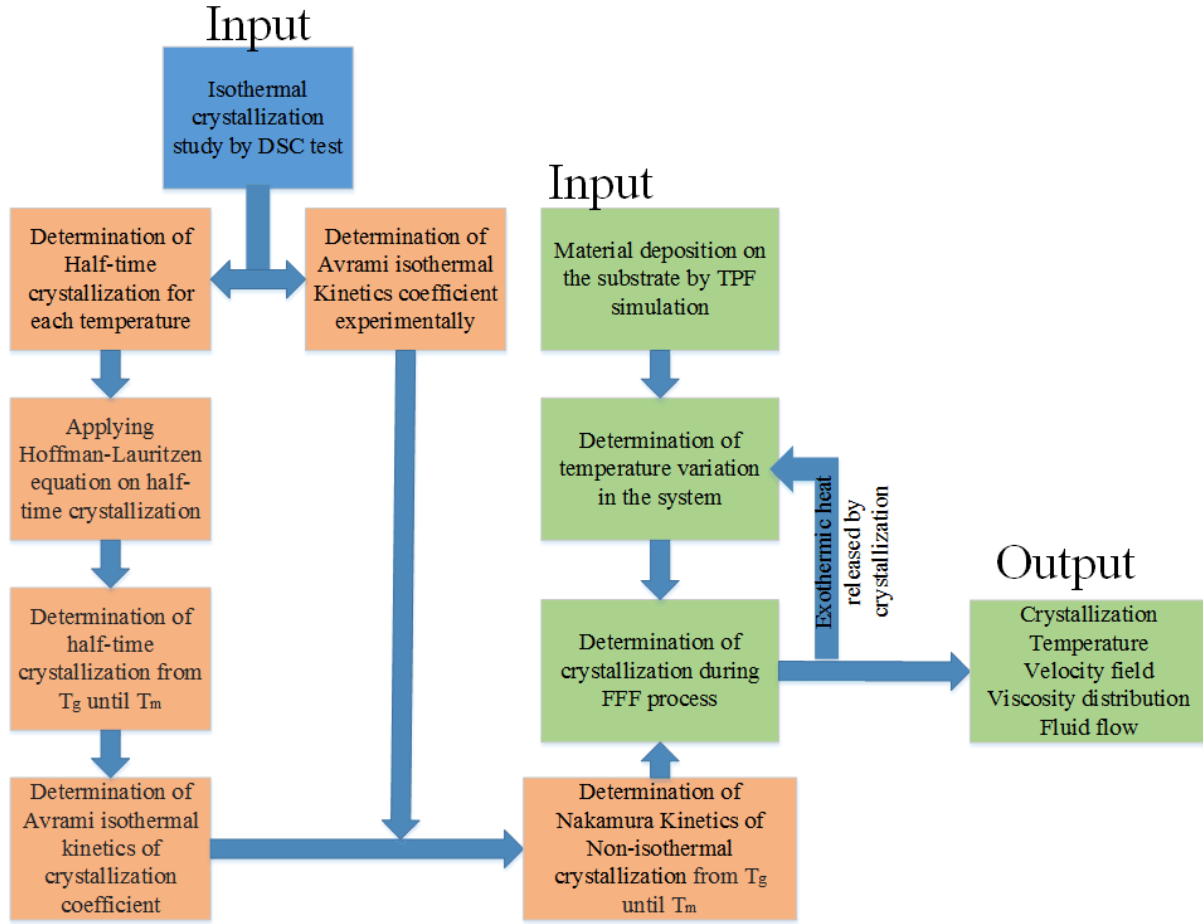 Input
Isothermal
crystallization
study by DSC test
Determination of
Half-time
crystallization for
each temperature
Determination of
Avrami isothermal
Kinetics coefficient
experimentally
Applying
Hoffman-Lauritzen
equation on half-
time crystallization
Determination of
half-time
crystallization from
Tg until Tm
Determination of
Avrami isothermal
kinetics of
crystallization
coefficient
Input
Material deposition on
the substrate by TPF
simulation
Determination of
temperature variation
in the system
Exothermic heat
released by
crystallization
Determination of
crystallization during
FFF process
Determination of
Nakamura Kinetics of
Non-isothermal
crystallization from Tg
until Tm
Output
Crystallization
Temperature
Velocity field
Viscosity distribution
Fluid flow